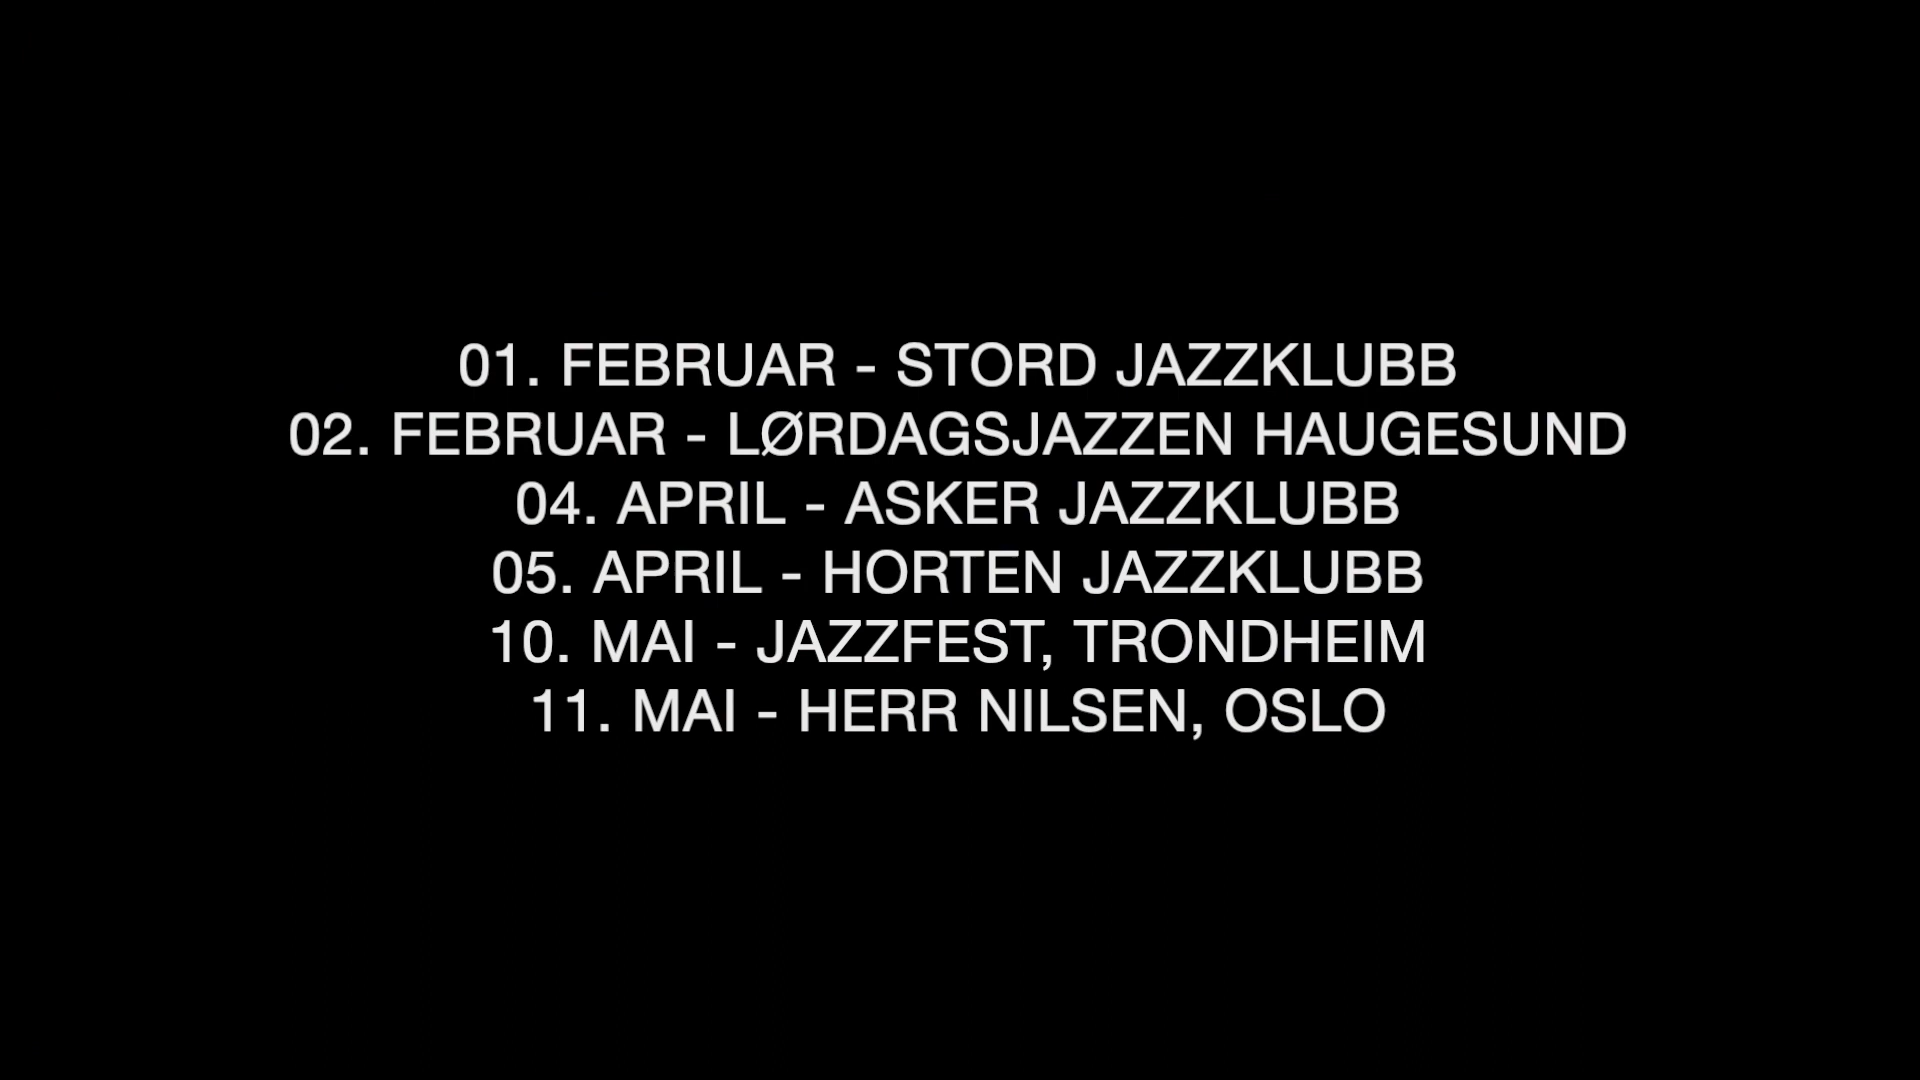 01. FEBRUAR - STORD JAZZKLUBB
02. FEBRUAR - LØRDAGSJAZZEN HAUGESUND
04. APRIL - ASKER JAZZKLUBB
05. APRIL - HORTEN JAZZKLUBB
10. MAI - JAZZFEST, TRONDHEIM
11. MAI - HERR NILSEN, OSLO